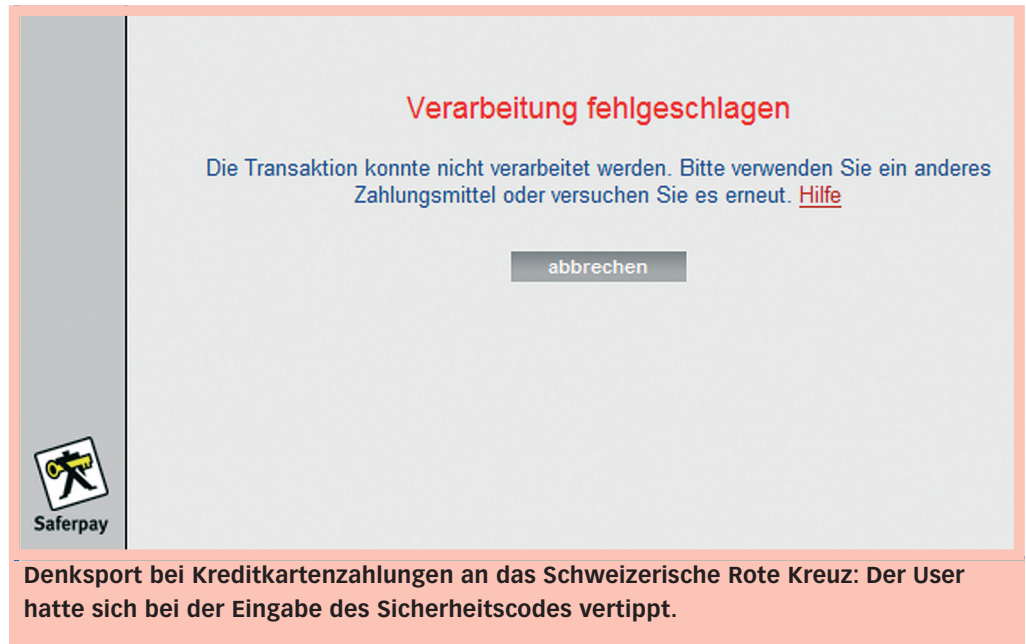 Verarbeitung fehlgeschlagen
Die Transaktion konnte nicht verarbeitet werden. Bitte verwenden Sie ein anderes
Zahlungsmittel oder versuchen Sie es erneut. Hilfe
abbrechen
Saferpay
Denksport bei Kreditkartenzahlungen an das Schweizerische Rote Kreuz: Der User
hatte sich bei der Eingabe des Sicherheitscodes vertippt.